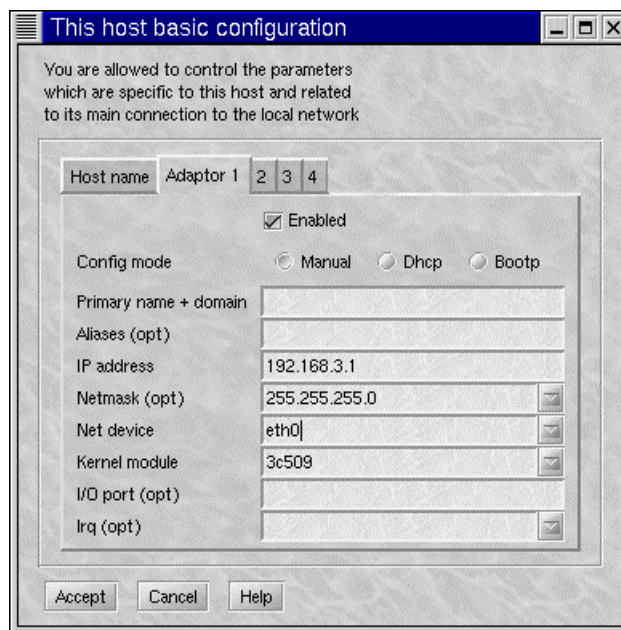 This host basic configuration
You are allowed to control the parameters
which are specific to this host and related
to its main connection to the local network
Host name Adaptor 1 2 3 4
Enabled
Config mode Manual Dhcp Bootp
Primary name + domain
Aliases (opt)
IP address 192.168.3.1
Netmask (opt) 255.255.255.0
Net device eth0
Kernel module 3c509
I/O port (opt)
Irq (opt)
Accept Cancel Help